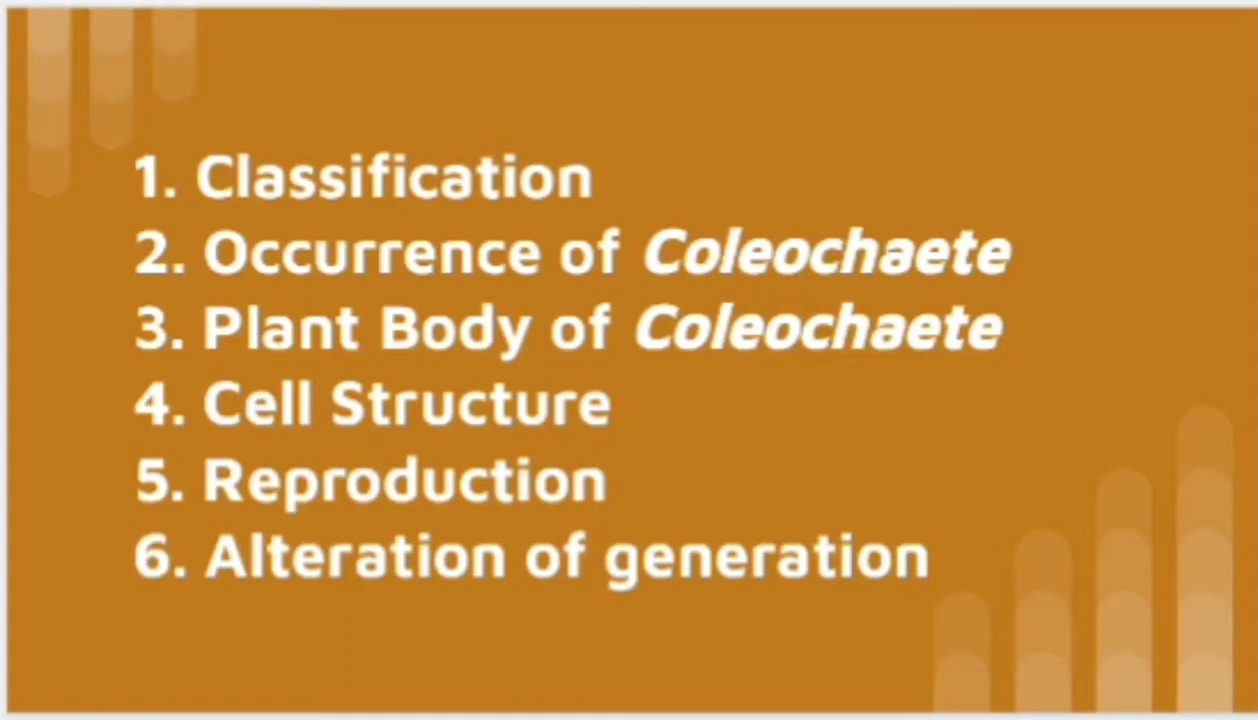 1. Classification
2. Occurrence of Coleochaete
3. Plant Body of Coleochaete
4. Cell Structure
5. Reproduction
6. Alteration of generation